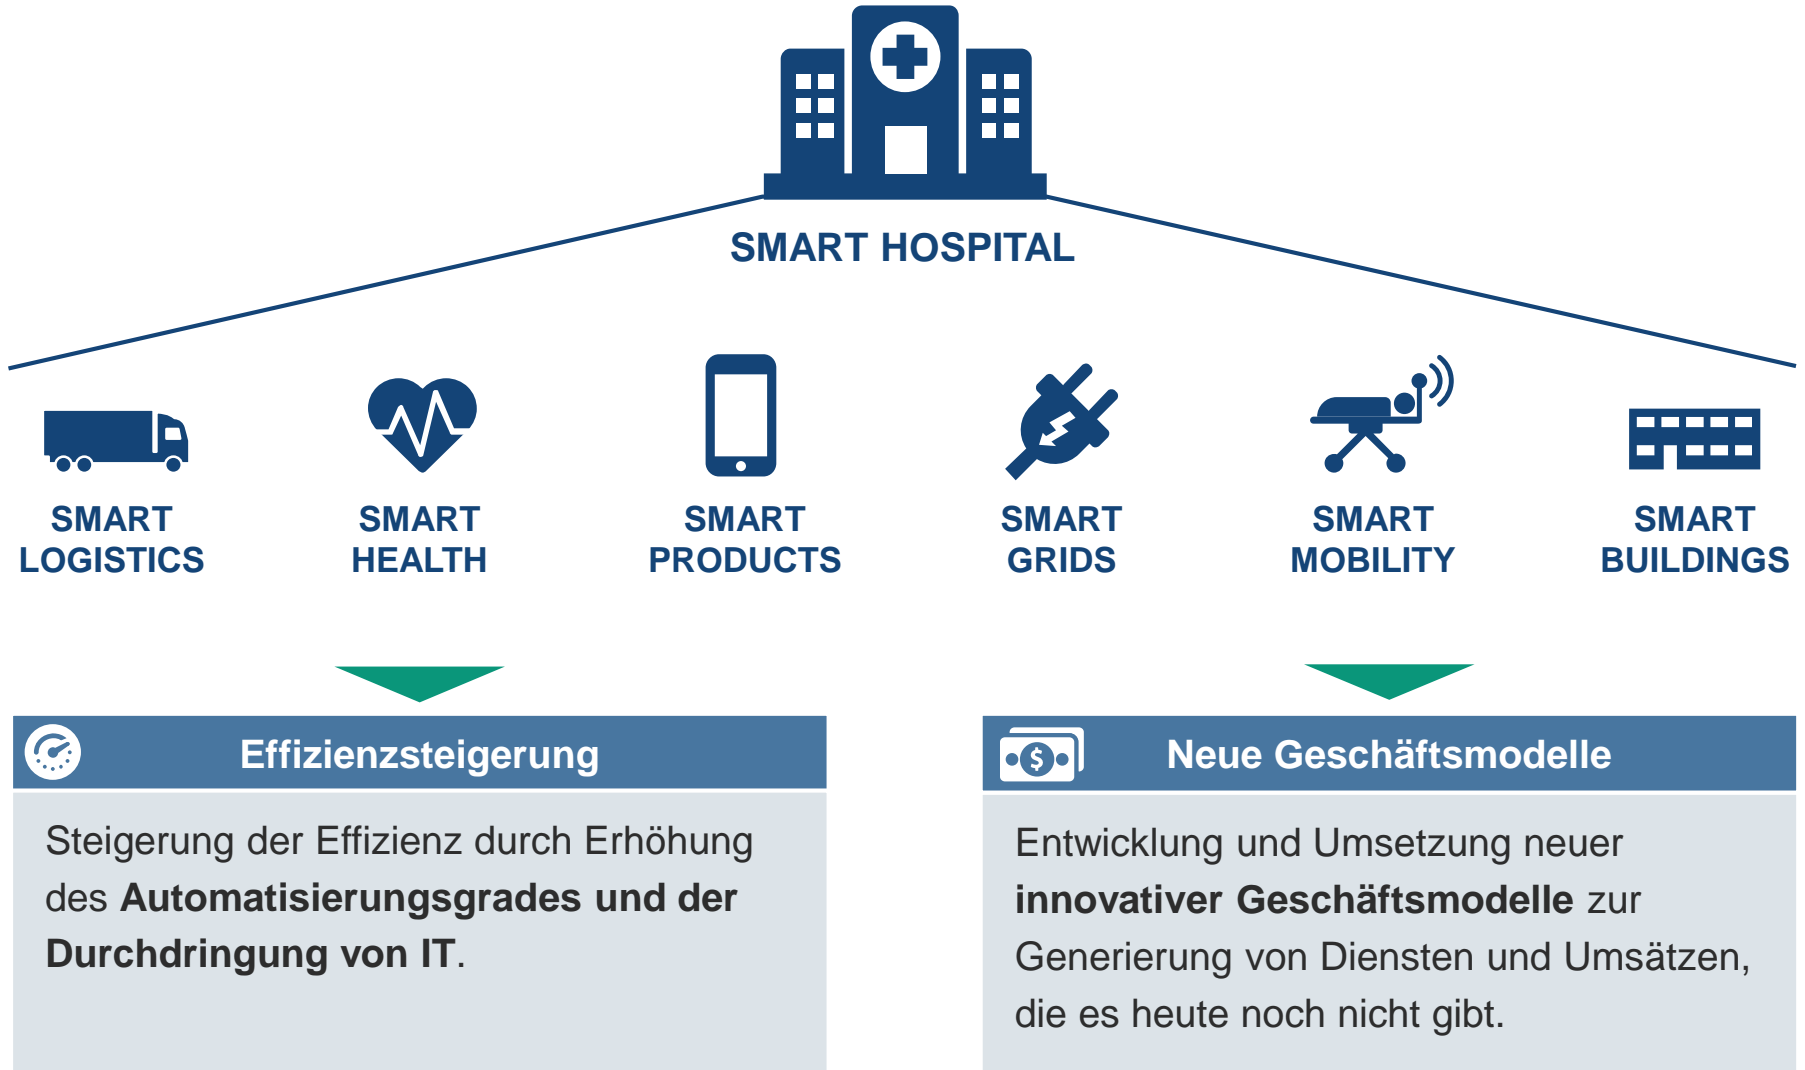 SMART HOSPITAL
SMART
LOGISTICS
SMART
HEALTH
SMART
PRODUCTS
SMART
GRIDS
SMART
MOBILITY
SMART
BUILDINGS
Effizienzsteigerung
Steigerung der Effizienz durch Erhöhung
des Automatisierungsgrades und der
Durchdringung von IT.
$
Neue Geschäftsmodelle
Entwicklung und Umsetzung neuer
innovativer Geschäftsmodelle zur
Generierung von Diensten und Umsätzen,
die es heute noch nicht gibt.